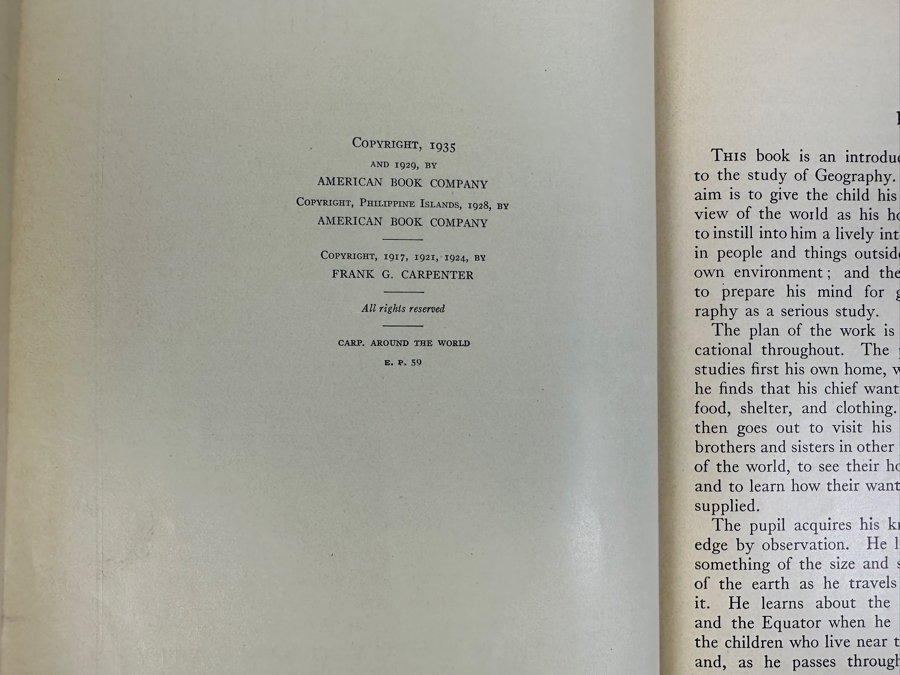 Copyright, 1935
and 1929, by
AMERICAN BOOK COMPANY
Copyright, Philippine Islands, 1928, by
AMERICAN BOOK COMPANY
Copyright, 1917, 1921, 1924, by
FRANK G. CARPENTER
All rights reserved
CARP. AROUND THE WORLD
E. P. 59
This book is an
to the study of Geography.
aim is to give the child his
view of the world as his
to instill into him a lively
in people and things
own environment; and
to prepare his mind for
raphy as a serious study.
The plan of the work is
cational throughout. The
studies first his own home,
he finds that his chief
food, shelter, and clothing.
then goes out to visit his
brothers and sisters in other
of the world, to see their
and to learn how their
supplied.
The pupil acquires his
edge by observation. He
something of the size and
of the earth as he travels
it. He learns about the
and the Equator when he
the children who live near
and, as he passes